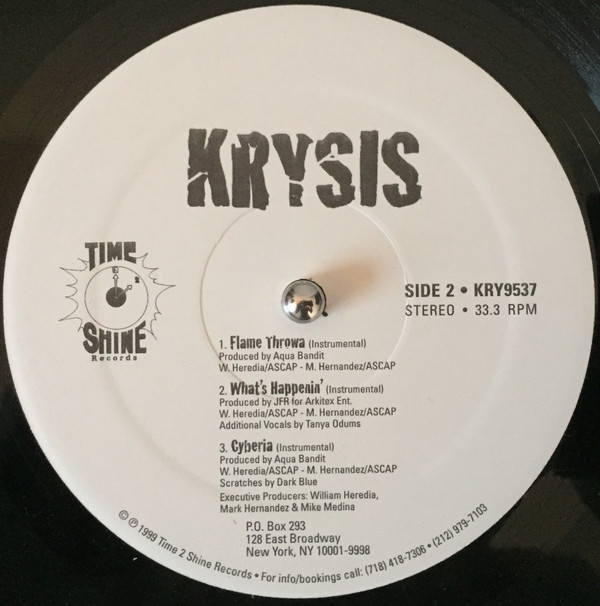 KRYSIS
TIME
2
SHINE
Records
SIDE 2 • KRY9537
STEREO • 33.3 RPM
1. Flame Throwa (Instrumental)
Produced by Aqua Bandit
W. Heredia/ASCAP - M. Hernandez/ASCAP
2. What's Happenin' (Instrumental)
Produced by JFR for Arkitex Ent.
W. Heredia/ASCAP - M. Hernandez/ASCAP
Additional Vocals by Tanya Odums
3. Cyberia (Instrumental)
Produced by Aqua Bandit
W. Heredia/ASCAP - M. Hernandez/ASCAP
Scratches by Dark Blue
Executive Producers: William Heredia,
Mark Hernandez & Mike Medina
P.O. Box 293
128 East Broadway
New York, NY 10001-9998
© ℗ 1999 Time 2 Shine Records • For info/bookings call: (718) 418-7306 • (212) 979-7103